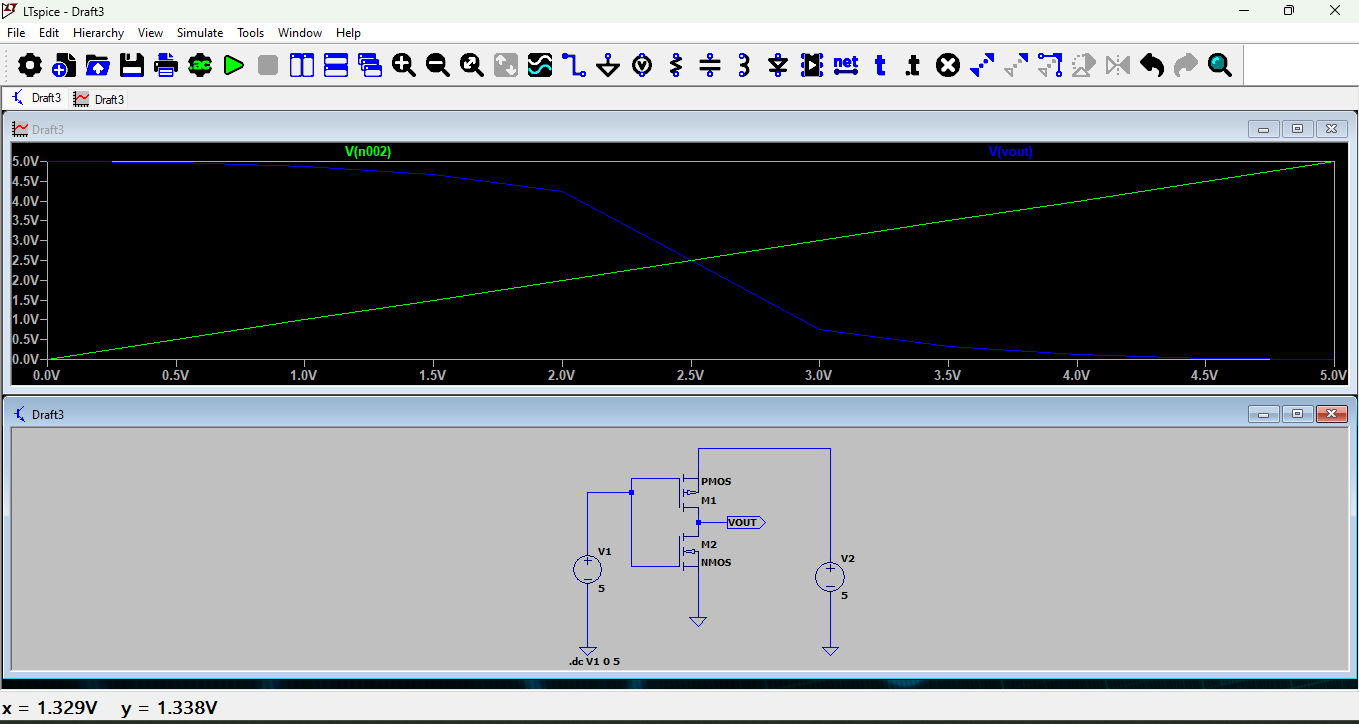 LTspice - Draft3
File Edit Hierarchy View Simulate Tools Window Help
.ac net t .t
Draft3 Draft3
Draft3
V(n002) V(vout)
5.0V
4.5V
4.0V
3.5V
3.0V
2.5V
2.0V
1.5V
1.0V
0.5V
0.0V
0.0V 0.5V 1.0V 1.5V 2.0V 2.5V 3.0V 3.5V 4.0V 4.5V 5.0V
Draft3
PMOS
M1
VOUT
M2
NMOS
V1
5
V2
5
.dc V1 0 5
x = 1.329V y = 1.338V